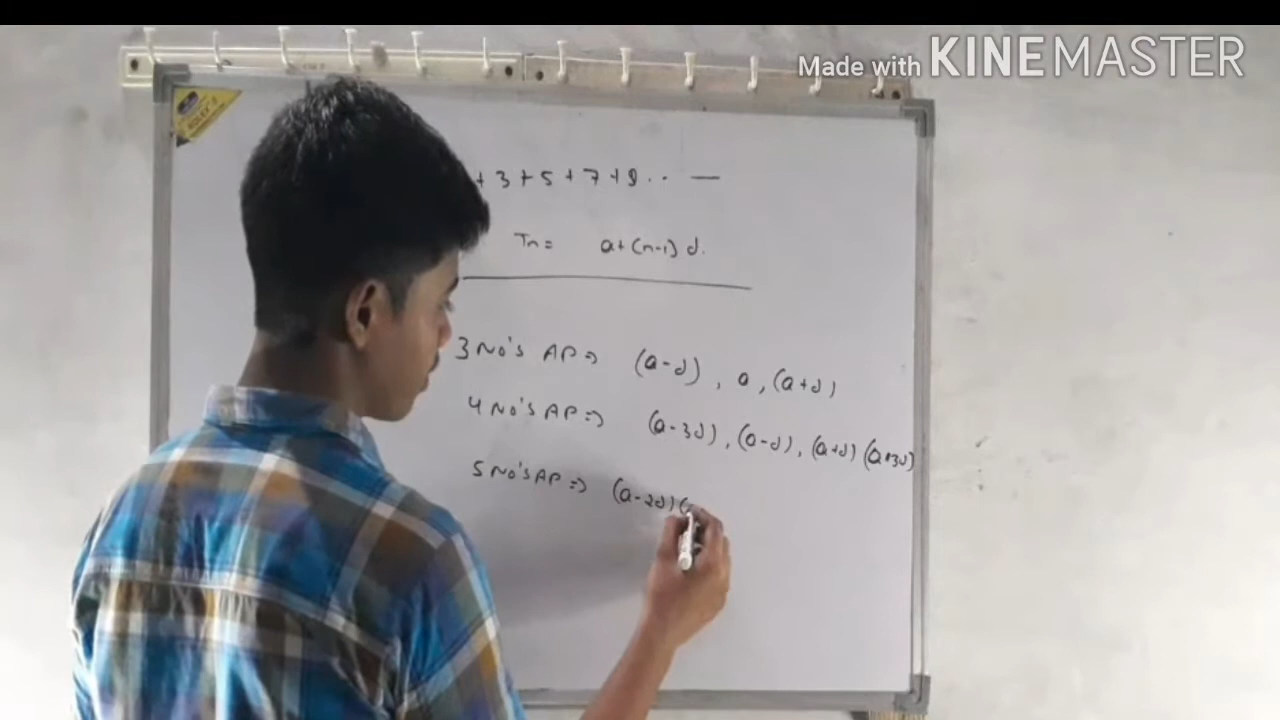 Made with KINEMASTER
+ 3 + 5 + 7 + 9 .. —
Tn = a+(n-1) d.
3 No's AP => (a-d), a, (a+d)
4 No's AP => (a-3d), (a-d), (a+d) (a+3d)
5 No's AP => (a-2d) (